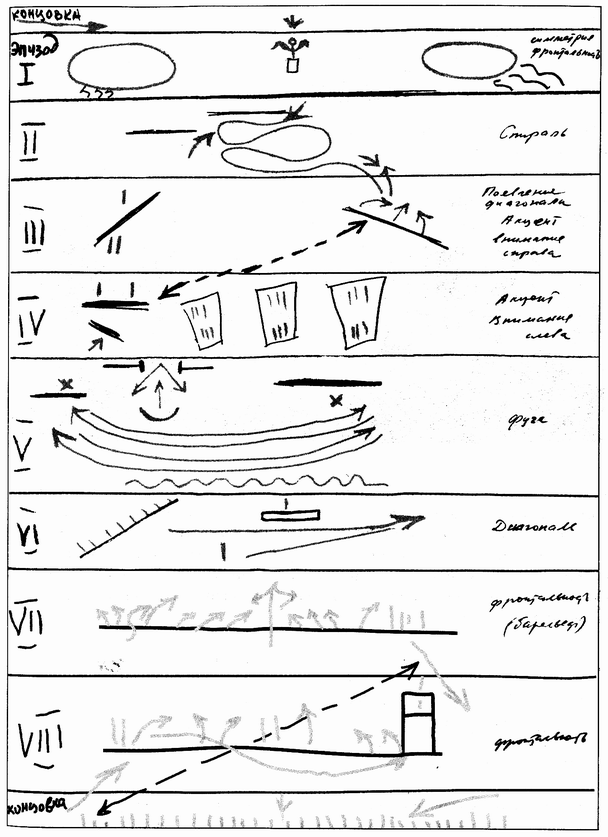 концовка
эпизод
I
симметрия
фронтальность
II
Спираль
III
I
II
Появление
диагонали
Акцент
внимание
справа
IV
Акцент
внимание
слева
V
фуга
VI
Диагональ
VII
фронтальность
(барельеф)
VIII
фронтальность
концовка